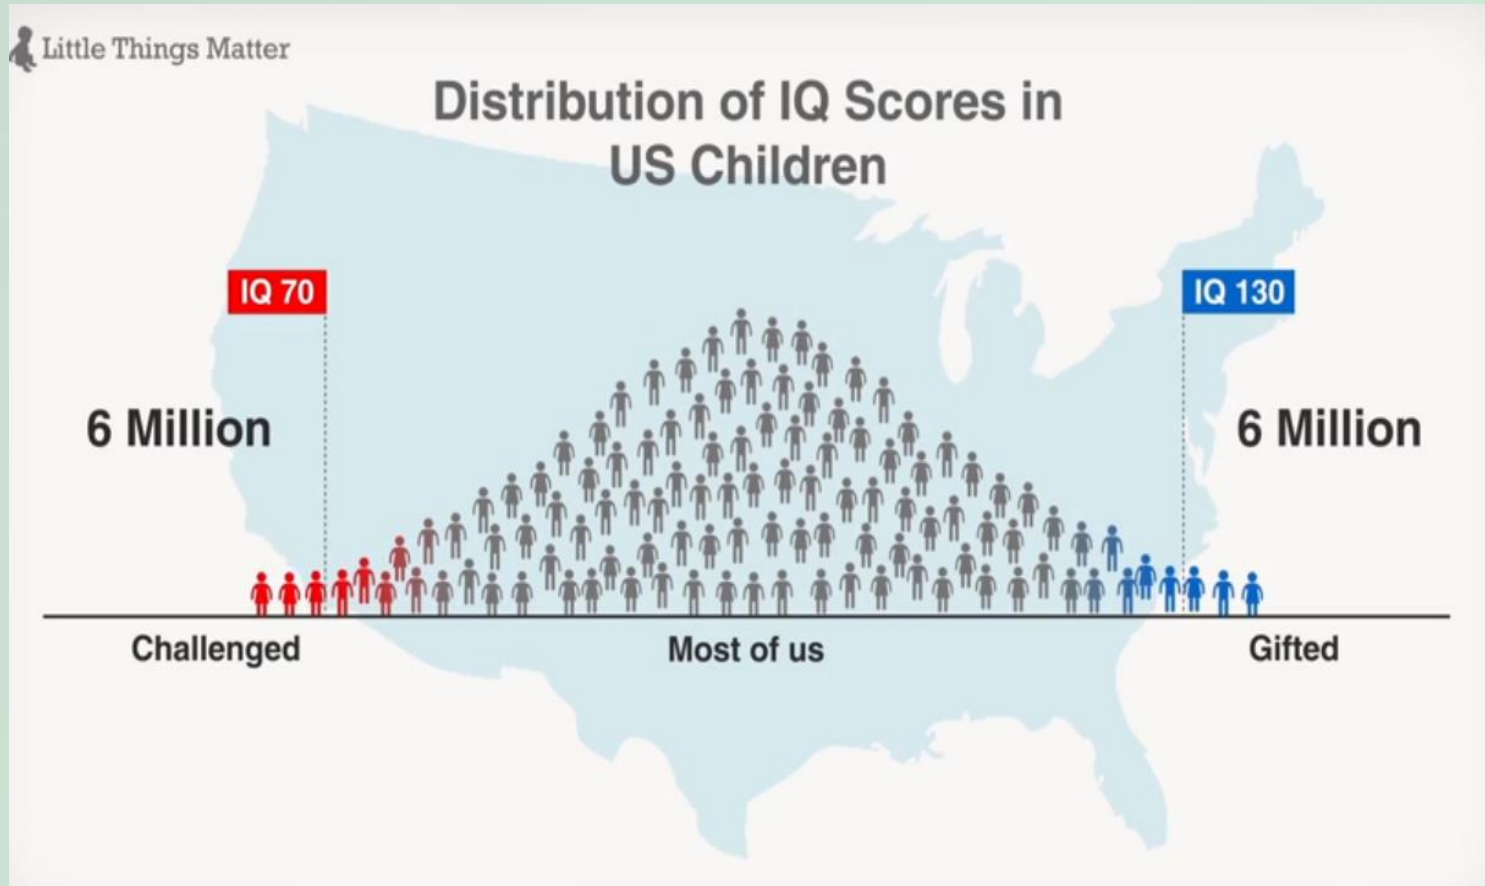 Little Things Matter
Distribution of IQ Scores in
US Children
IQ 70
IQ 130
6 Million
6 Million
Challenged
Most of us
Gifted